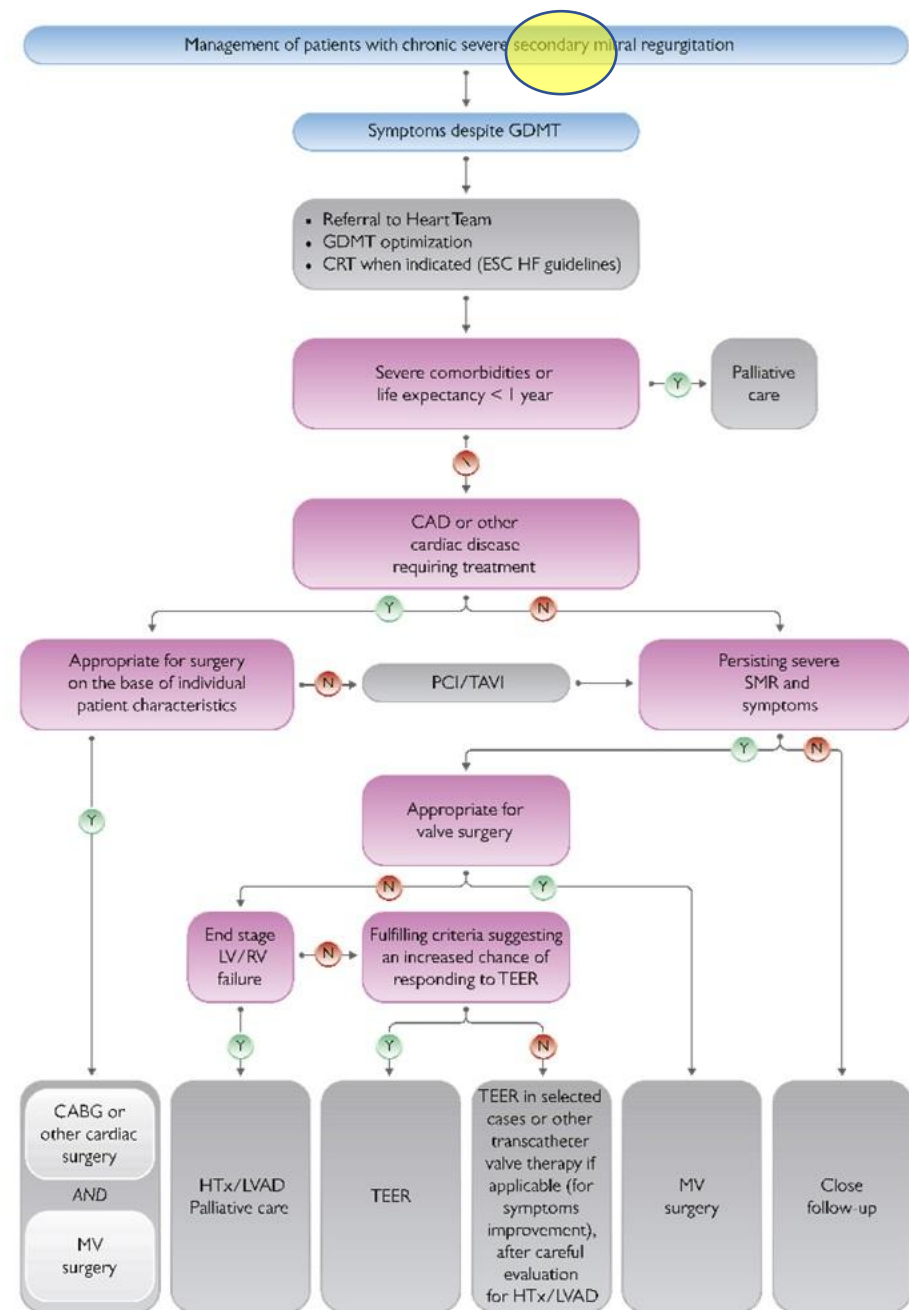 Management of patients with chronic severe secondary mitral regurgitation
Symptoms despite GDMT
• Referral to Heart Team
• GDMT optimization
• CRT when indicated (ESC HF guidelines)
Severe comorbidities or
life expectancy < 1 year
Y
Palliative
care
CAD or other
cardiac disease
requiring treatment
Y
N
Appropriate for surgery
on the base of individual
patient characteristics
N
PCI/TAVI
Persisting severe
SMR and
symptoms
Y
N
Appropriate for
valve surgery
Y
N
Y
End stage
LV/RV
failure
N
Fulfilling criteria suggesting
an increased chance of
responding to TEER
Y
Y
N
CABG or
other cardiac
surgery
AND
MV
surgery
HTx/LVAD
Palliative care
TEER
TEER in selected
cases or other
transcatheter
valve therapy if
applicable (for
symptoms
improvement),
after careful
evaluation
for HTx/LVAD
MV
surgery
Close
follow-up